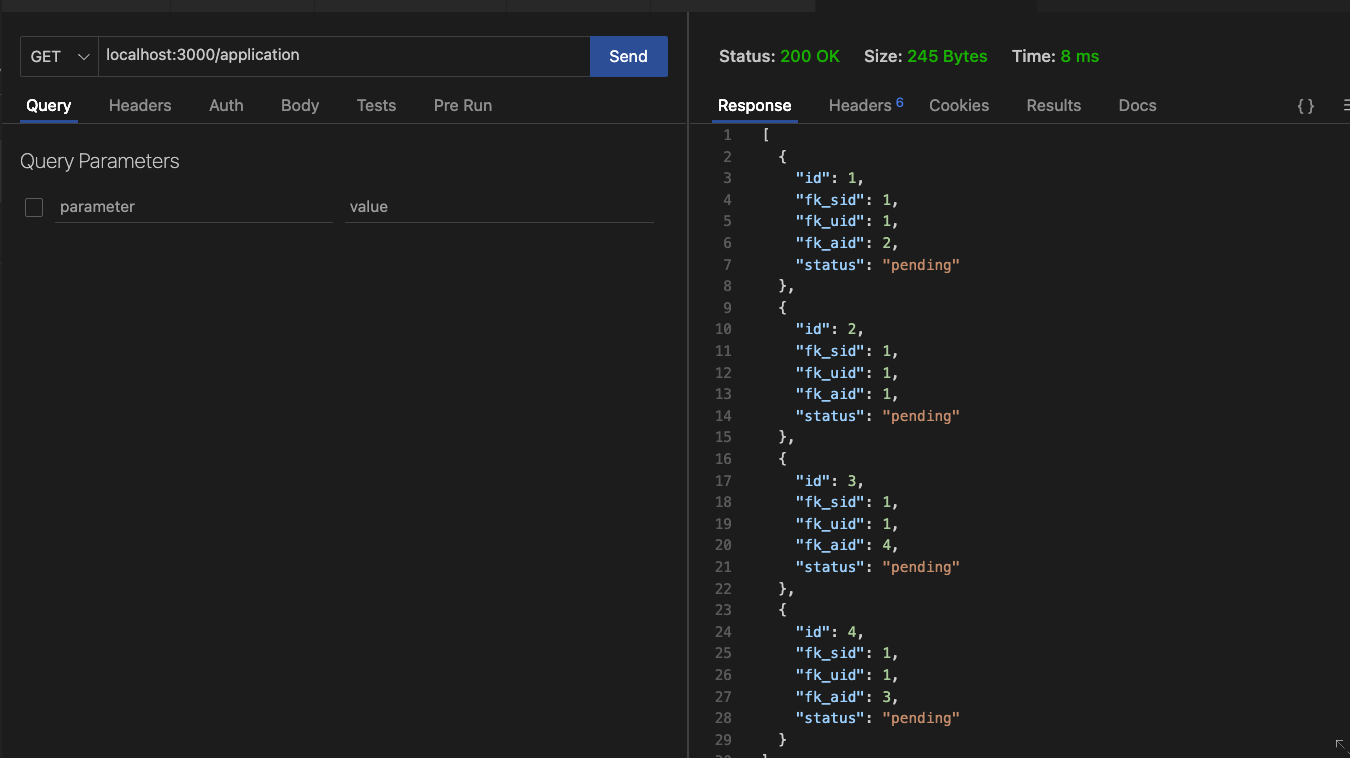 GET localhost:3000/application Send
Query Headers Auth Body Tests Pre Run
Query Parameters
parameter value
Status: 200 OK Size: 245 Bytes Time: 8 ms
Response Headers 6 Cookies Results Docs { }
1 [
2 {
3 "id": 1,
4 "fk_sid": 1,
5 "fk_uid": 1,
6 "fk_aid": 2,
7 "status": "pending"
8 },
9 {
10 "id": 2,
11 "fk_sid": 1,
12 "fk_uid": 1,
13 "fk_aid": 1,
14 "status": "pending"
15 },
16 {
17 "id": 3,
18 "fk_sid": 1,
19 "fk_uid": 1,
20 "fk_aid": 4,
21 "status": "pending"
22 },
23 {
24 "id": 4,
25 "fk_sid": 1,
26 "fk_uid": 1,
27 "fk_aid": 3,
28 "status": "pending"
29 }